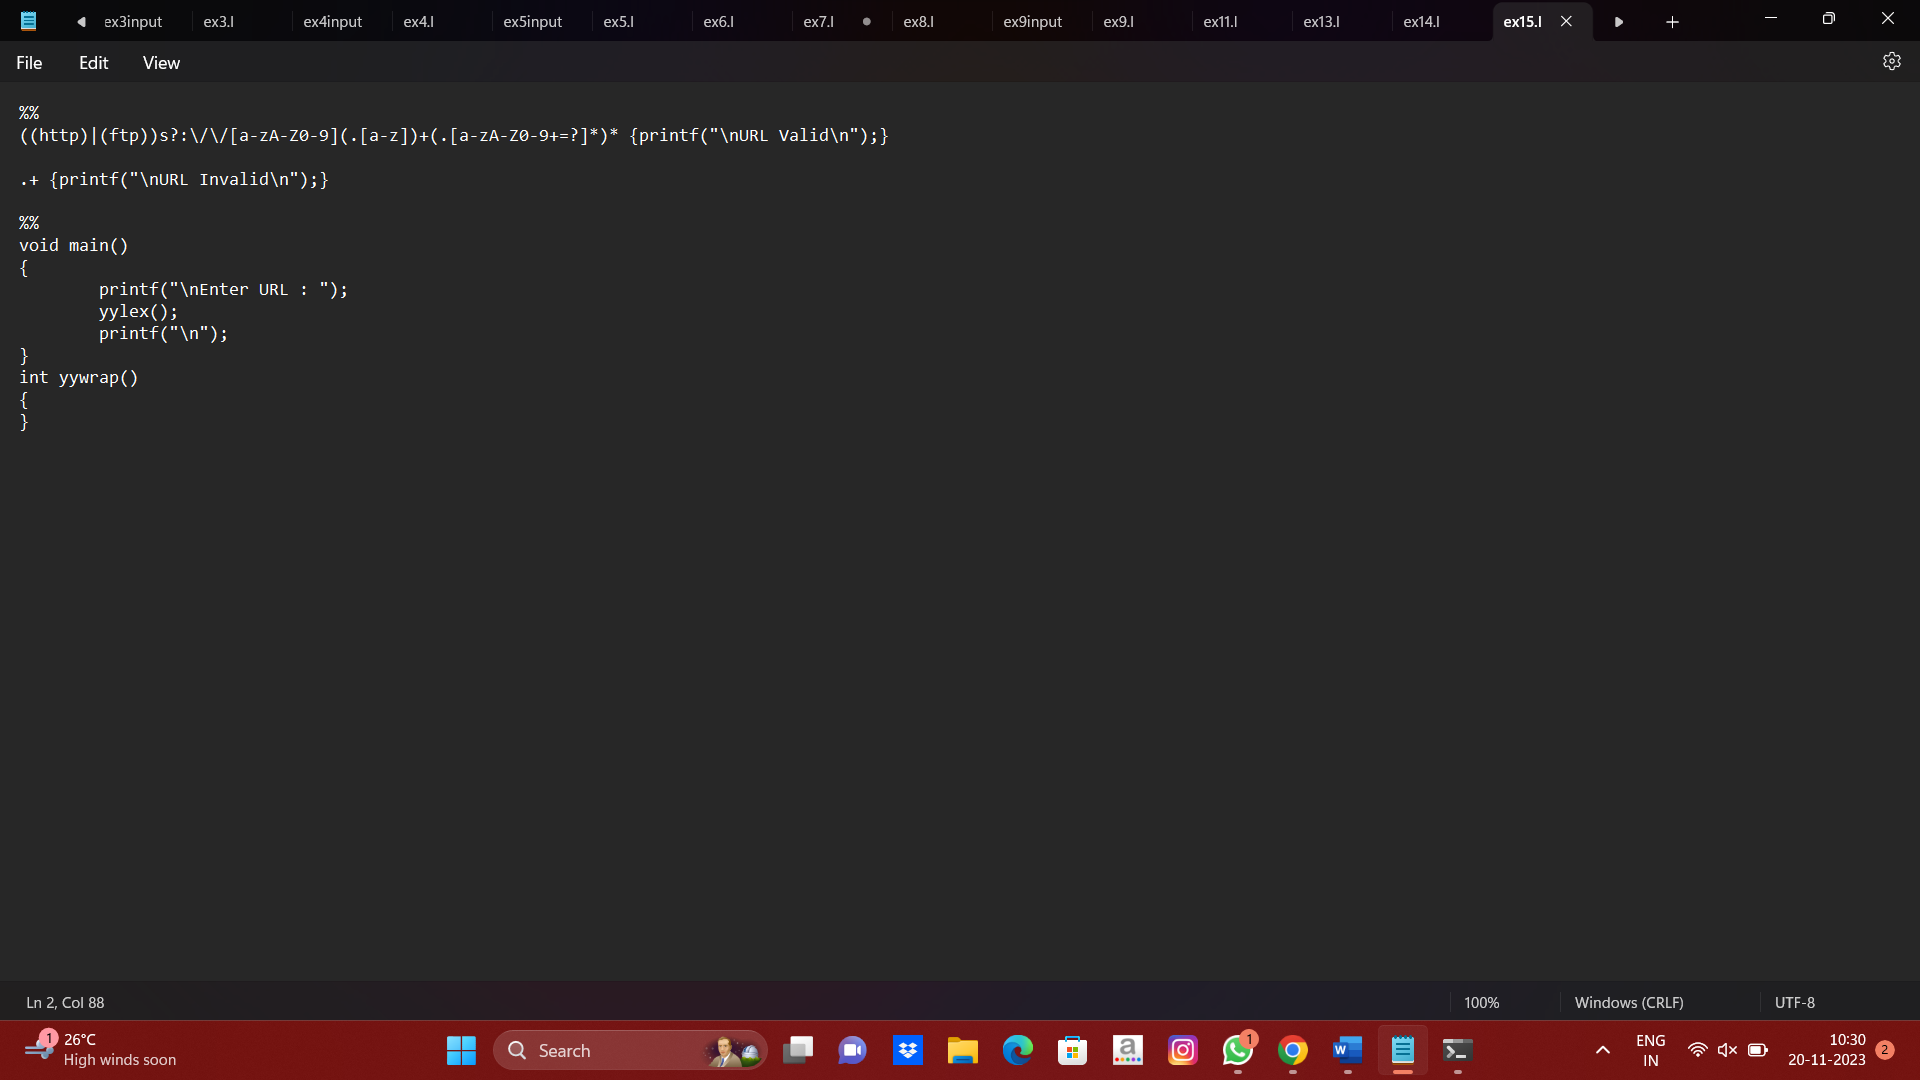 ex3input ex3.l ex4input ex4.l ex5input ex5.l ex6.l ex7.l ex8.l ex9input ex9.l ex11.l ex13.l ex14.l ex15.l
File Edit View
%%
((http)|(ftp))s?:\/\/[a-zA-Z0-9](.[a-z])+(.[a-zA-Z0-9+=?]*)* {printf("\nURL Valid\n");}
.+ {printf("\nURL Invalid\n");}
%%
void main()
{
printf("\nEnter URL : ");
yylex();
printf("\n");
}
int yywrap()
{
}
Ln 2, Col 88 100% Windows (CRLF) UTF-8
1 26°C
High winds soon
Search
a
1
W
ENG
IN
10:30
20-11-2023
2